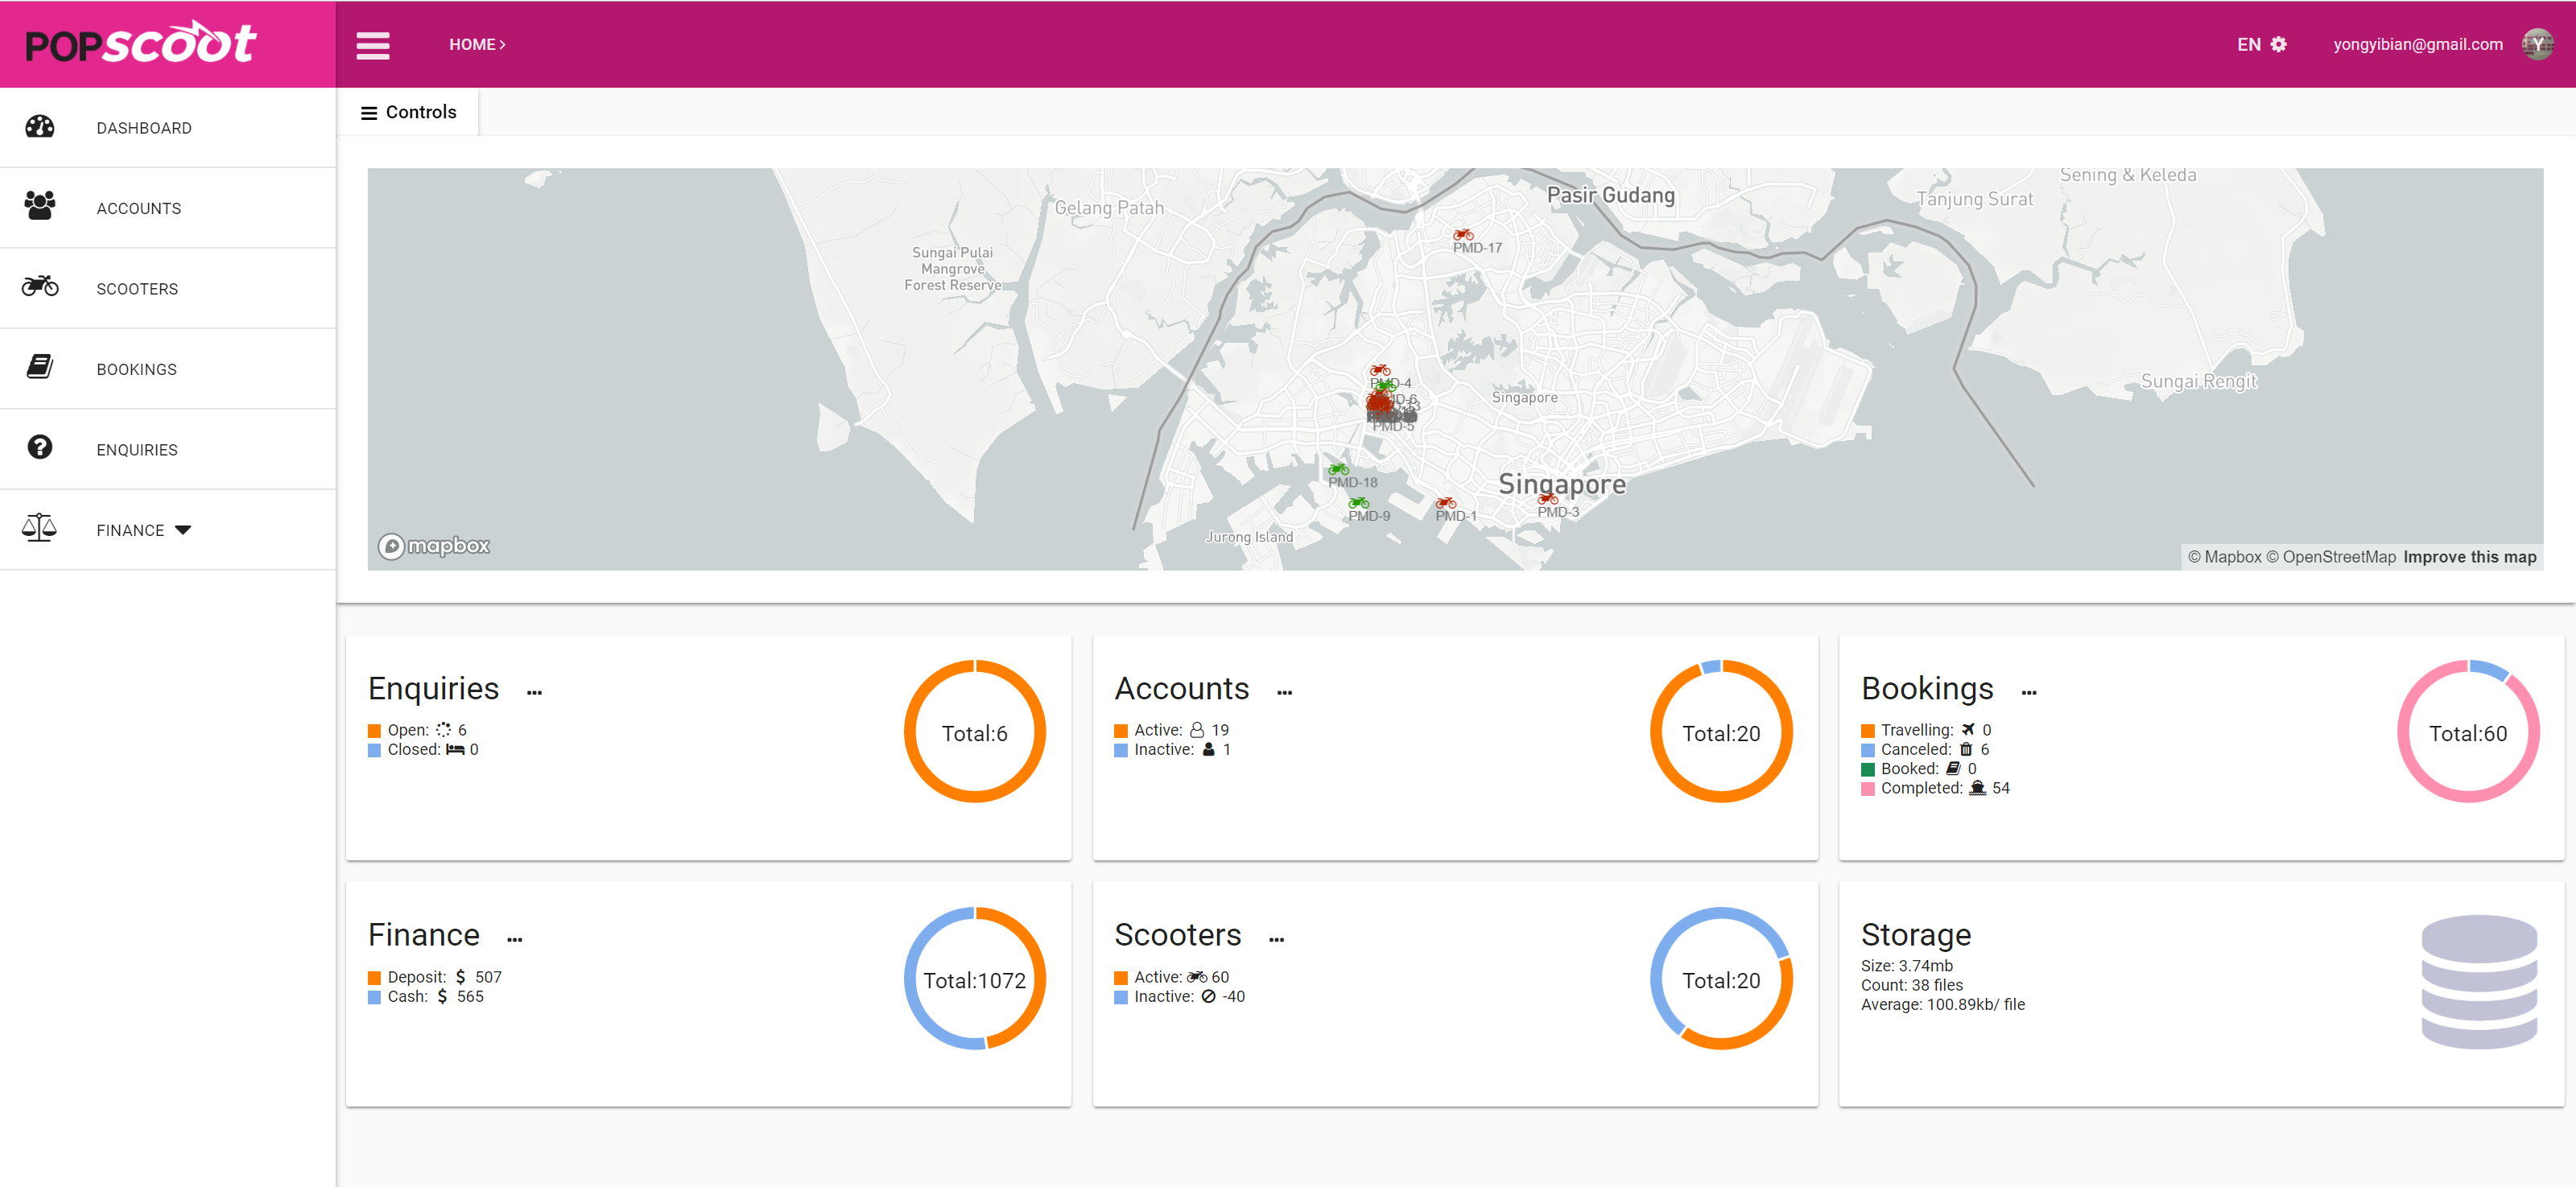 POPSCOOT
HOME
EN
yongyibian@gmail.com
Y
DASHBOARD
ACCOUNTS
SCOOTERS
BOOKINGS
ENQUIRIES
FINANCE
Controls
Sening & Keleda
Pasir Gudang
Tanjung Surat
Gelang Patah
PMD-17
Sungai Pulai
Mangrove
Forest Reserve
PMD-4
Sungai Rengit
Singapore
PMD-5
PMD-18
Singapore
PMD-9
PMD-1
PMD-3
Jurong Island
mapbox
© Mapbox © OpenStreetMap Improve this map
Enquiries ...
Open: 6
Closed: 0
Total:6
Accounts ...
Active: 19
Inactive: 1
Total:20
Bookings ...
Travelling: 0
Canceled: 6
Booked: 0
Completed: 54
Total:60
Finance ...
Deposit: $ 507
Cash: $ 565
Total:1072
Scooters ...
Active: 60
Inactive: -40
Total:20
Storage
Size: 3.74mb
Count: 38 files
Average: 100.89kb/ file